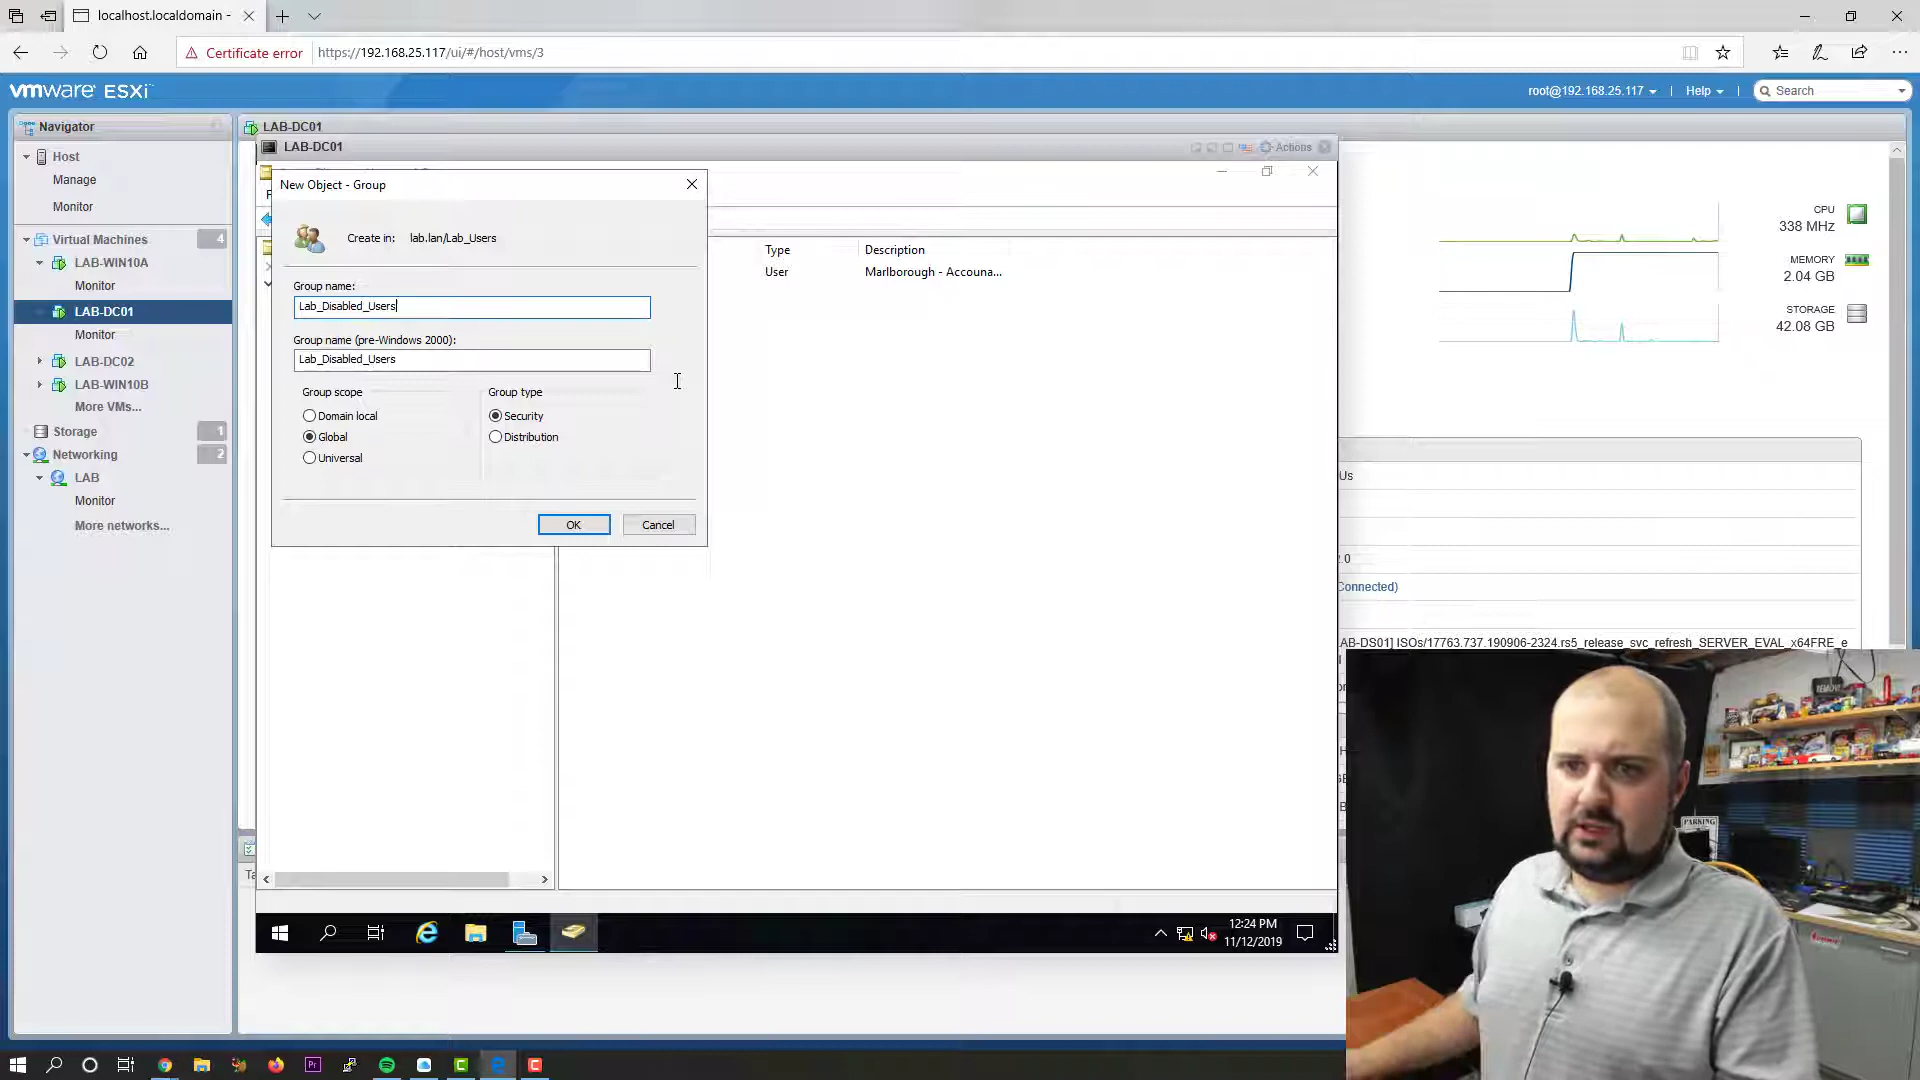 localhost.localdomain -
Certificate error
https://192.168.25.117/ui/#/host/vms/3
vmware ESXi
root@192.168.25.117
Help
Search
Navigator
Host
Manage
Monitor
Virtual Machines
4
LAB-WIN10A
Monitor
LAB-DC01
Monitor
LAB-DC02
LAB-WIN10B
More VMs...
Storage
1
Networking
2
LAB
Monitor
More networks...
LAB-DC01
LAB-DC01
Actions
New Object - Group
Create in:
lab.lan/Lab_Users
Group name:
Lab_Disabled_Users
Group name (pre-Windows 2000):
Lab_Disabled_Users
Group scope
Domain local
Global
Universal
Group type
Security
Distribution
OK
Cancel
Type
Description
User
Marlborough - Accouna...
12:24 PM
11/12/2019
CPU
338 MHz
MEMORY
2.04 GB
STORAGE
42.08 GB
Us
2.0
Connected)
AB-DS01] ISOs/17763.737.190906-2324.rs5_release_svc_refresh_SERVER_EVAL_x64FRE_e
Ta
PARKING